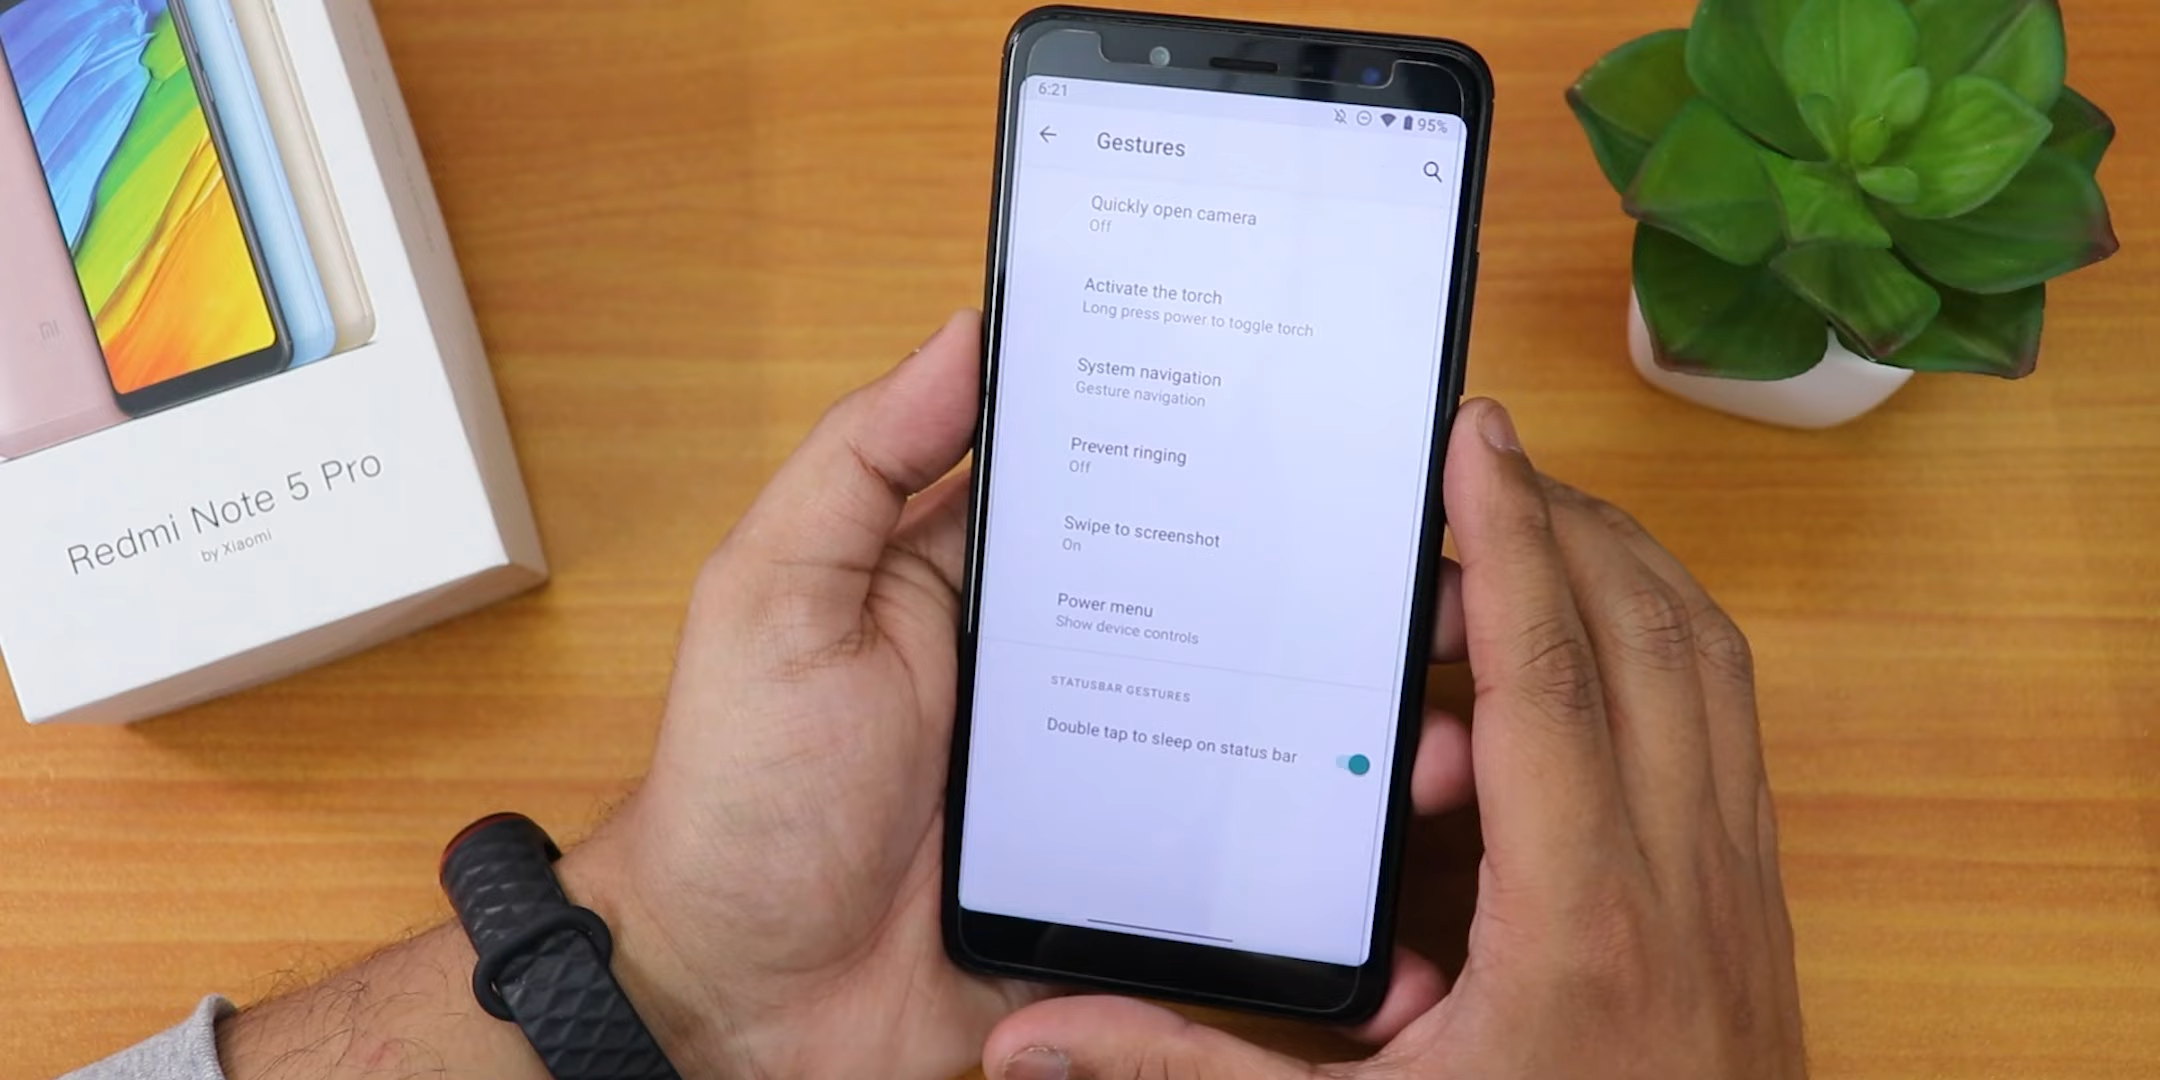 Redmi Note 5 Pro
by Xiaomi
6:21
95%
Gestures
Quickly open camera
Off
Activate the torch
Long press power to toggle torch
System navigation
Gesture navigation
Prevent ringing
Off
Swipe to screenshot
On
Power menu
Show device controls
STATUSBAR GESTURES
Double tap to sleep on status bar